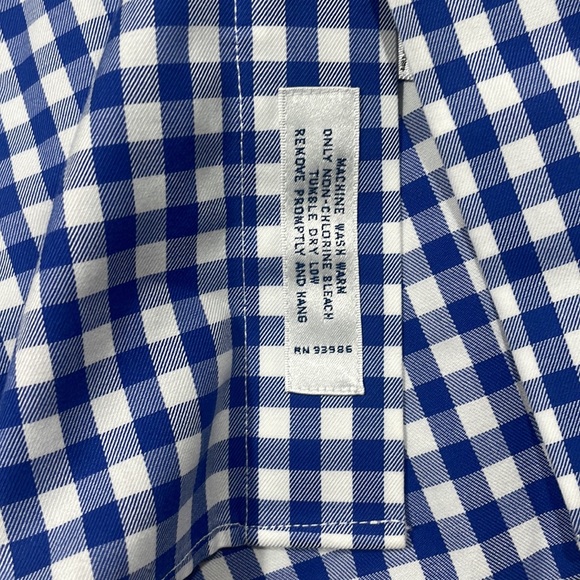 MACHINE WASH WARM
ONLY NON-CHLORINE BLEACH
TUMBLE DRY LOW
REMOVE PROMPTLY AND HANG
RN 93986